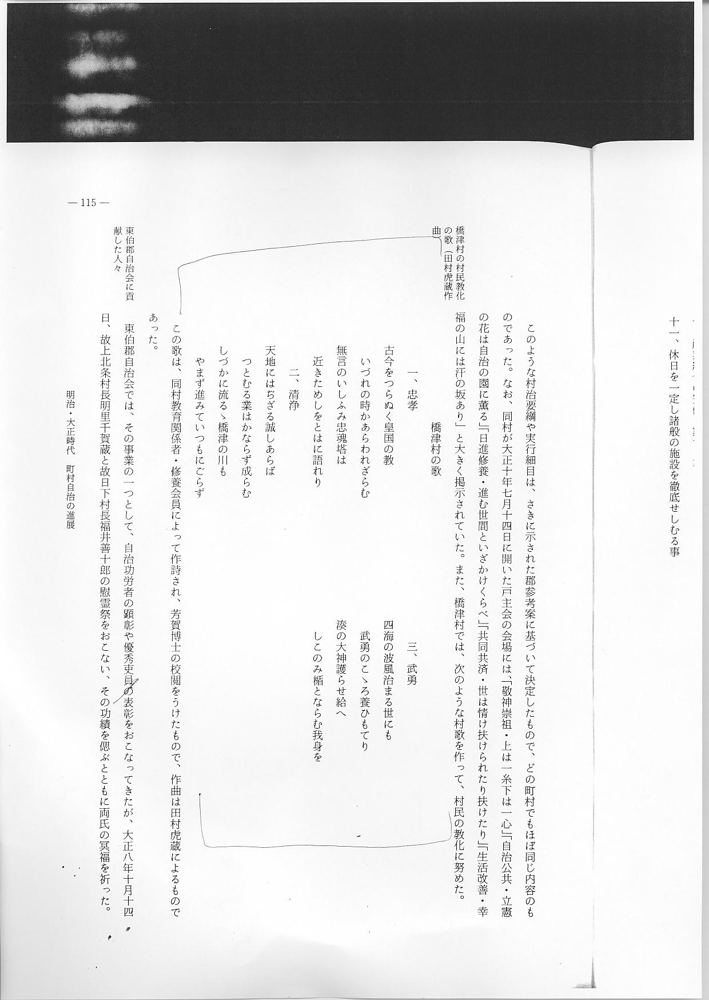 十一、休日を一定し諸般の施設を徹底せしむる事
このような村治要綱や実行細目は、さきに示された郡参考案に基づいて決定したもので、どの町村でもほぼ同じ内容のも
のであった。なお、同村が大正十年七月十四日に開いた戸主会の会場には、「敬神崇祖・上は一糸下は一心」「自治公共・立憲
の花は自治の園に薫る」「日進修養・進む世間といざかけくらべ」「共同共済・世は情け扶けられたり扶けたり」「生活改善・幸
橋津村の村民教化
の歌（田村虎蔵作
曲
福の山には汗の坂あり」と大きく掲示されていた。また、橋津村では、次のような村歌を作って、村民の教化に努めた。
橋津村の歌
一、忠孝
古今をつらぬく皇国の教
いづれの時かあらわれざらむ
無言のいしふみ忠魂塔は
近きためしをとはに語れり
二、清浄
天地にはぢざる誠しあらば
つとむる業はかならず成らむ
しづかに流るゝ橋津の川も
やまず進みていつもにごらず
三、武勇
四海の波風治まる世にも
武勇のこゝろ養ひもてり
湊の大神護らせ給へ
しこのみ楯とならむ我身を
この歌は、同村教育関係者・修養会員によって作詩され、芳賀博士の校閲をうけたもので、作曲は田村虎蔵によるもので
あった。
東伯郡自治会に貢
献した人々
東伯郡自治会では、その事業の一つとして、自治功労者の顕彰や優秀吏員の表彰をおこなってきたが、大正八年十月十四
日、故上北条村長明里千賀蔵と故日下村長福井善十郎の慰霊祭をおこない、その功績を偲ぶとともに両氏の冥福を祈った。
明治・大正時代　町村自治の進展
— 115 —